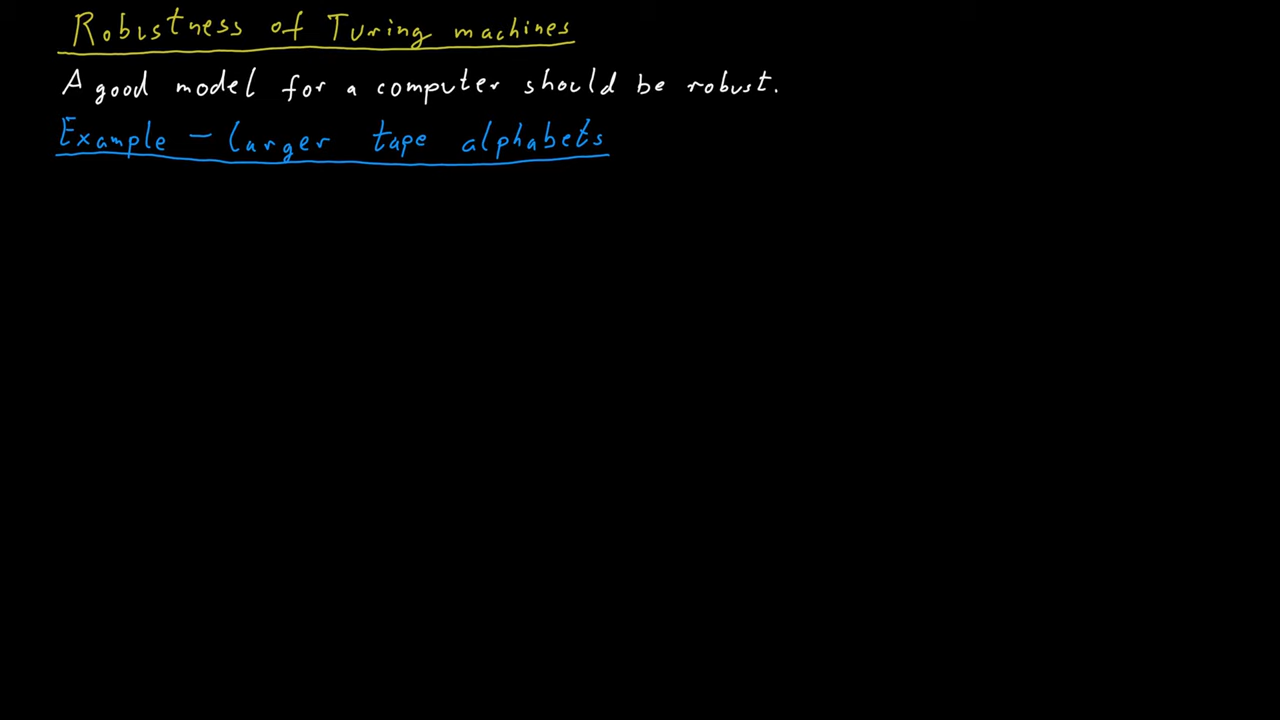 Robustness of Turing machines
A good model for a computer should be robust.
Example - larger tape alphabets